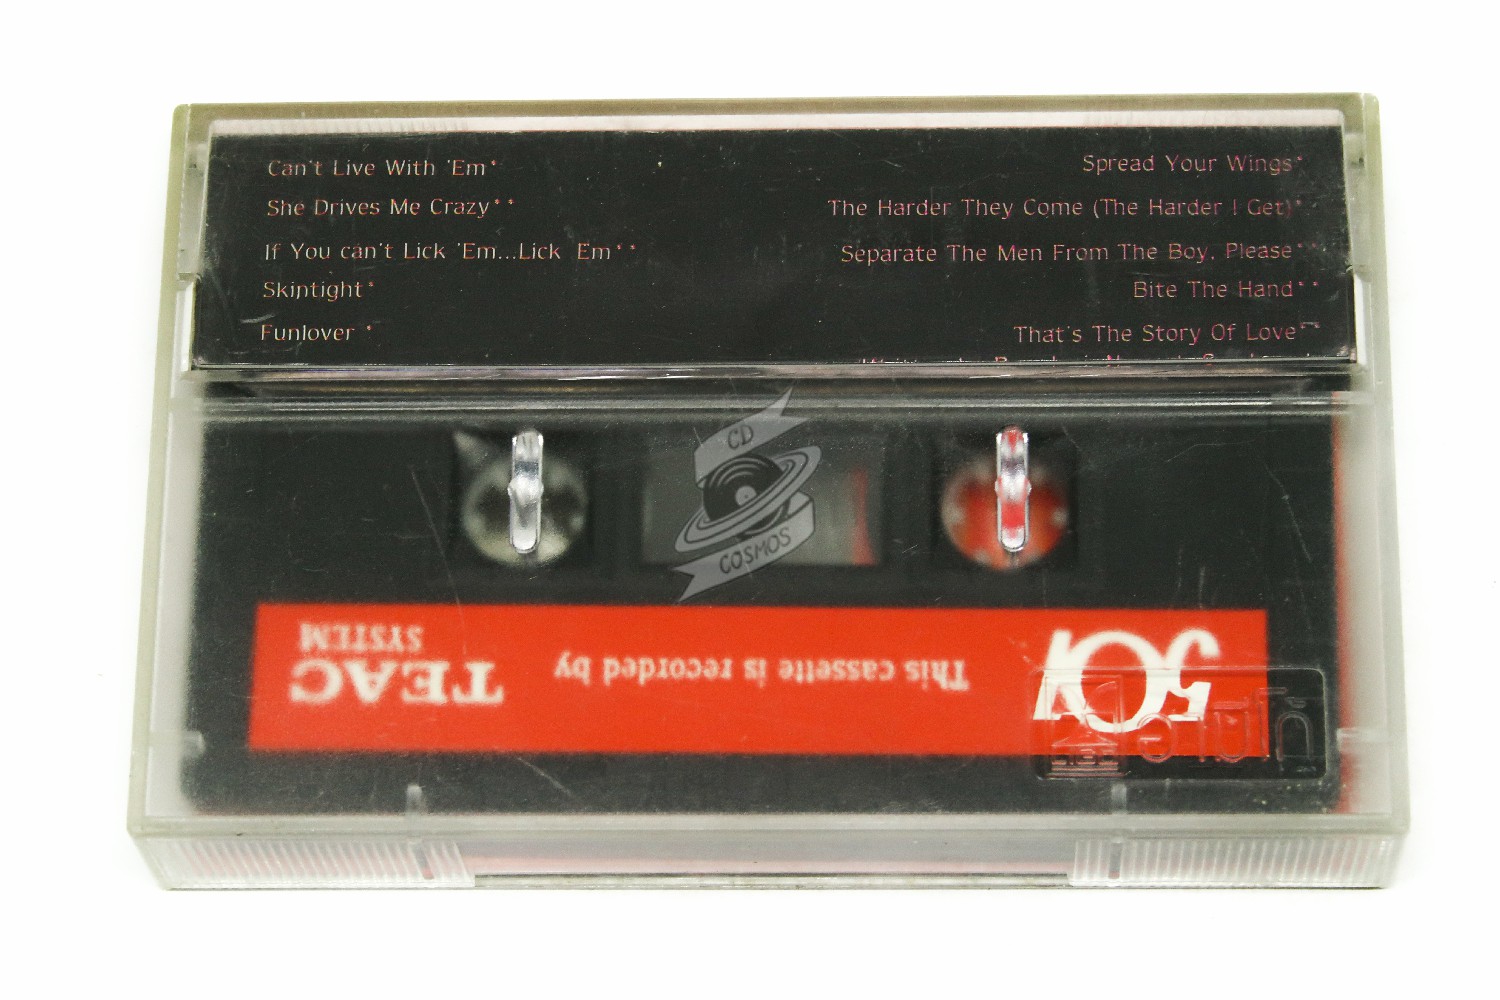 Can't Live With 'Em*
She Drives Me Crazy**
If You can't Lick 'Em...Lick 'Em**
Skintight*
Funlover *
Spread Your Wings*
The Harder They Come (The Harder I Get)*
Separate The Men From The Boy, Please**
Bite The Hand**
That's The Story Of Love**
CD
COSMOS
501
This cassette is recorded by
TEAC
SYSTEM